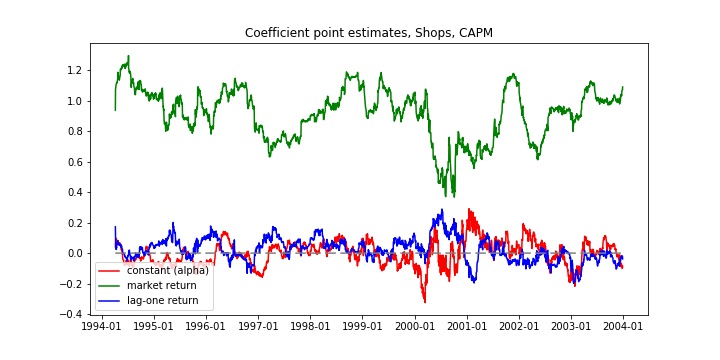 Coefficient point estimates, Shops, CAPM
1.2
1.0
0.8
0.6
0.4
0.2
0.0
−0.2
−0.4
constant (alpha)
market return
lag-one return
1994-01 1995-01 1996-01 1997-01 1998-01 1999-01 2000-01 2001-01 2002-01 2003-01 2004-01